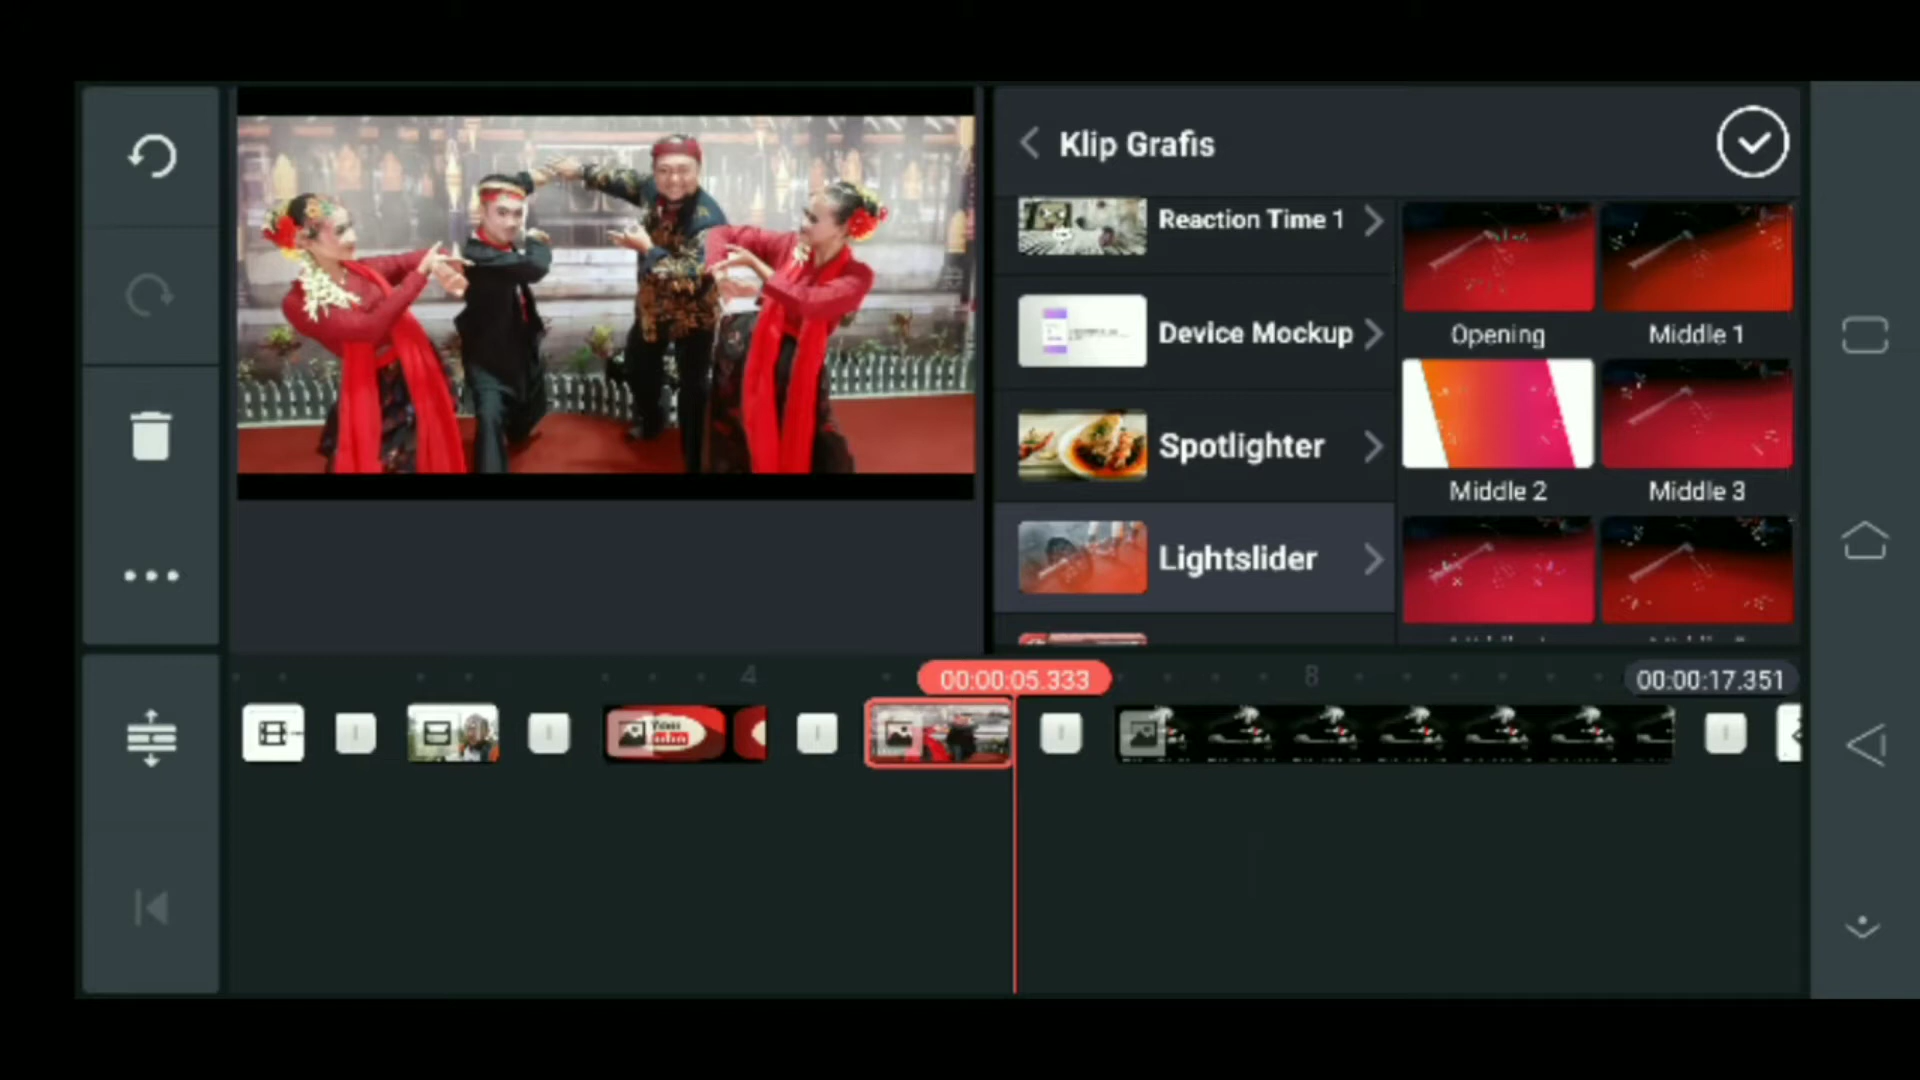 Klip Grafis
Reaction Time 1
Opening
Middle 1
Device Mockup
Spotlighter
Middle 2
Middle 3
Lightslider
4
00:00:05.333
8
00:00:17.351